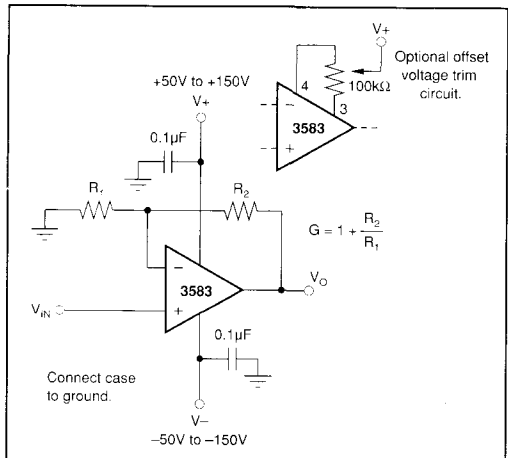 V+
Optional offset
voltage trim
circuit.
4
100kΩ
3
3583
−
+
+50V to +150V
V+
0.1µF
R1
R2
G = 1 + R2
R1
−
+
3583
VO
VIN
0.1µF
Connect case
to ground.
V−
−50V to −150V